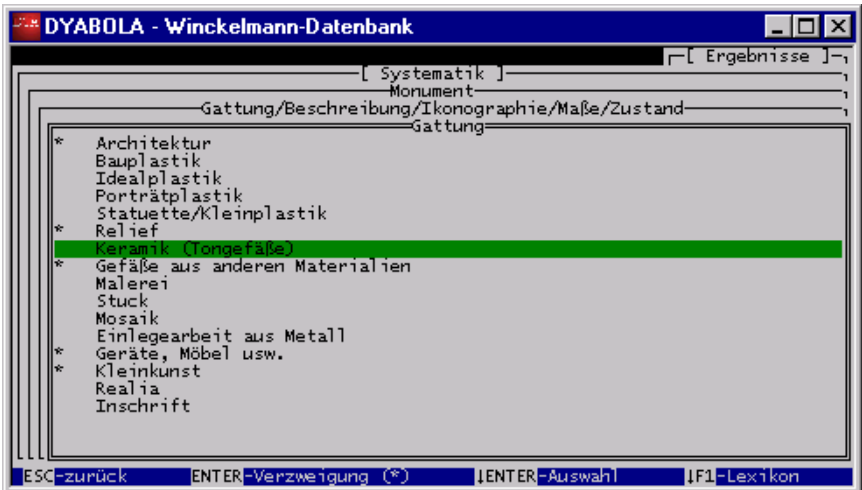 DYABOLA - Winckelmann-Datenbank
[ Ergebnisse ]
[ Systematik ]
Monument
Gattung/Beschreibung/Ikonographie/Maße/Zustand
Gattung
* Architektur
Bauplastik
Idealplastik
Porträtplastik
Statuette/Kleinplastik
* Relief
Keramik (Tongefäße)
* Gefäße aus anderen Materialien
Malerei
Stuck
Mosaik
Einlegearbeit aus Metall
* Geräte, Möbel usw.
* Kleinkunst
Realia
Inschrift
ESC-zurück ENTER-Verzweigung (*) ↓ENTER-Auswahl ↓F1-Lexikon